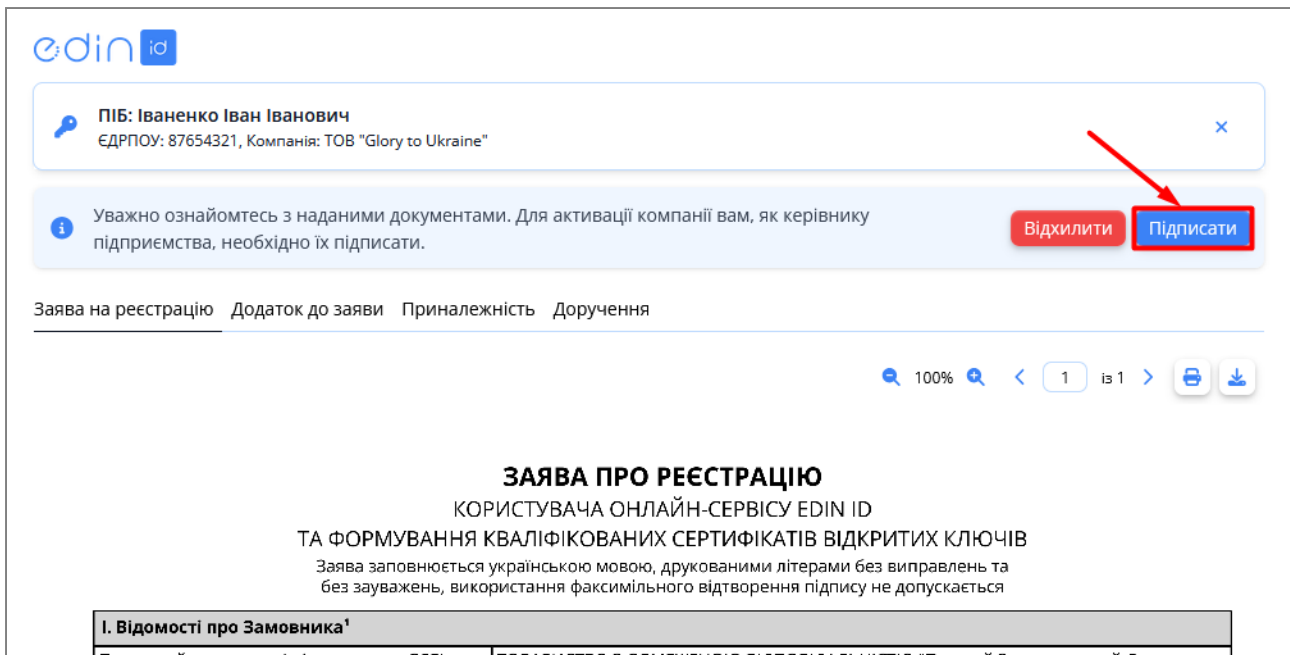 edin id
ПІБ: Іваненко Іван Іванович
ЄДРПОУ: 87654321, Компанія: ТОВ "Glory to Ukraine"
Уважно ознайомтесь з наданими документами. Для активації компанії вам, як керівнику
підприємства, необхідно їх підписати.
Відхилити Підписати
Заява на реєстрацію Додаток до заяви Приналежність Доручення
100% 1 із 1
ЗАЯВА ПРО РЕЄСТРАЦІЮ
КОРИСТУВАЧА ОНЛАЙН-СЕРВІСУ EDIN ID
ТА ФОРМУВАННЯ КВАЛІФІКОВАНИХ СЕРТИФІКАТІВ ВІДКРИТИХ КЛЮЧІВ
Заява заповнюється українською мовою, друкованими літерами без виправлень та
без зауважень, використання факсимільного відтворення підпису не допускається
І. Відомості про Замовника¹